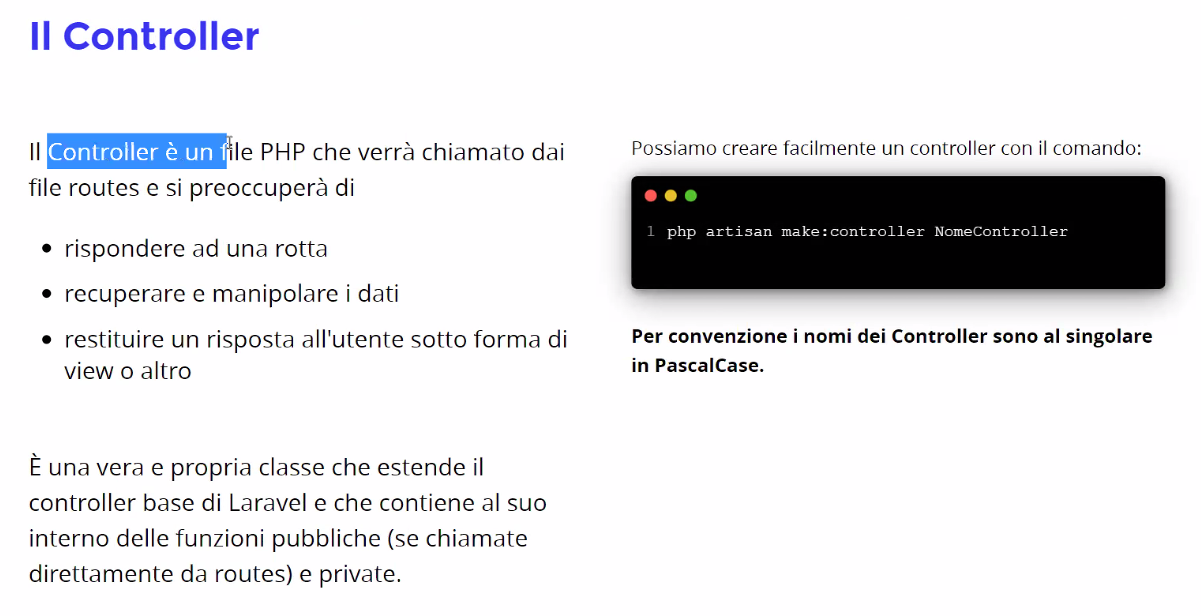 Il Controller
Il Controller è un file PHP che verrà chiamato dai
file routes e si preoccuperà di
rispondere ad una rotta
recuperare e manipolare i dati
restituire un risposta all'utente sotto forma di
view o altro
È una vera e propria classe che estende il
controller base di Laravel e che contiene al suo
interno delle funzioni pubbliche (se chiamate
direttamente da routes) e private.
Possiamo creare facilmente un controller con il comando:
1 php artisan make:controller NomeController
Per convenzione i nomi dei Controller sono al singolare
in PascalCase.